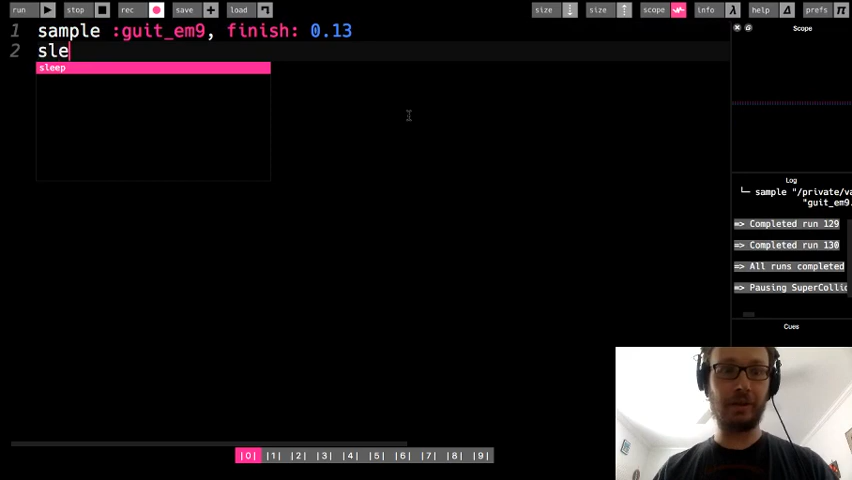 run stop rec save load size size scope info help prefs
1 sample :guit_em9, finish: 0.13
2 sle
sleep
Scope
Log
└─ sample "/private/va
"guit_em9.
=> Completed run 129
=> Completed run 130
=> All runs completed
=> Pausing SuperCollid
Cues
|0| |1| |2| |3| |4| |5| |6| |7| |8| |9|